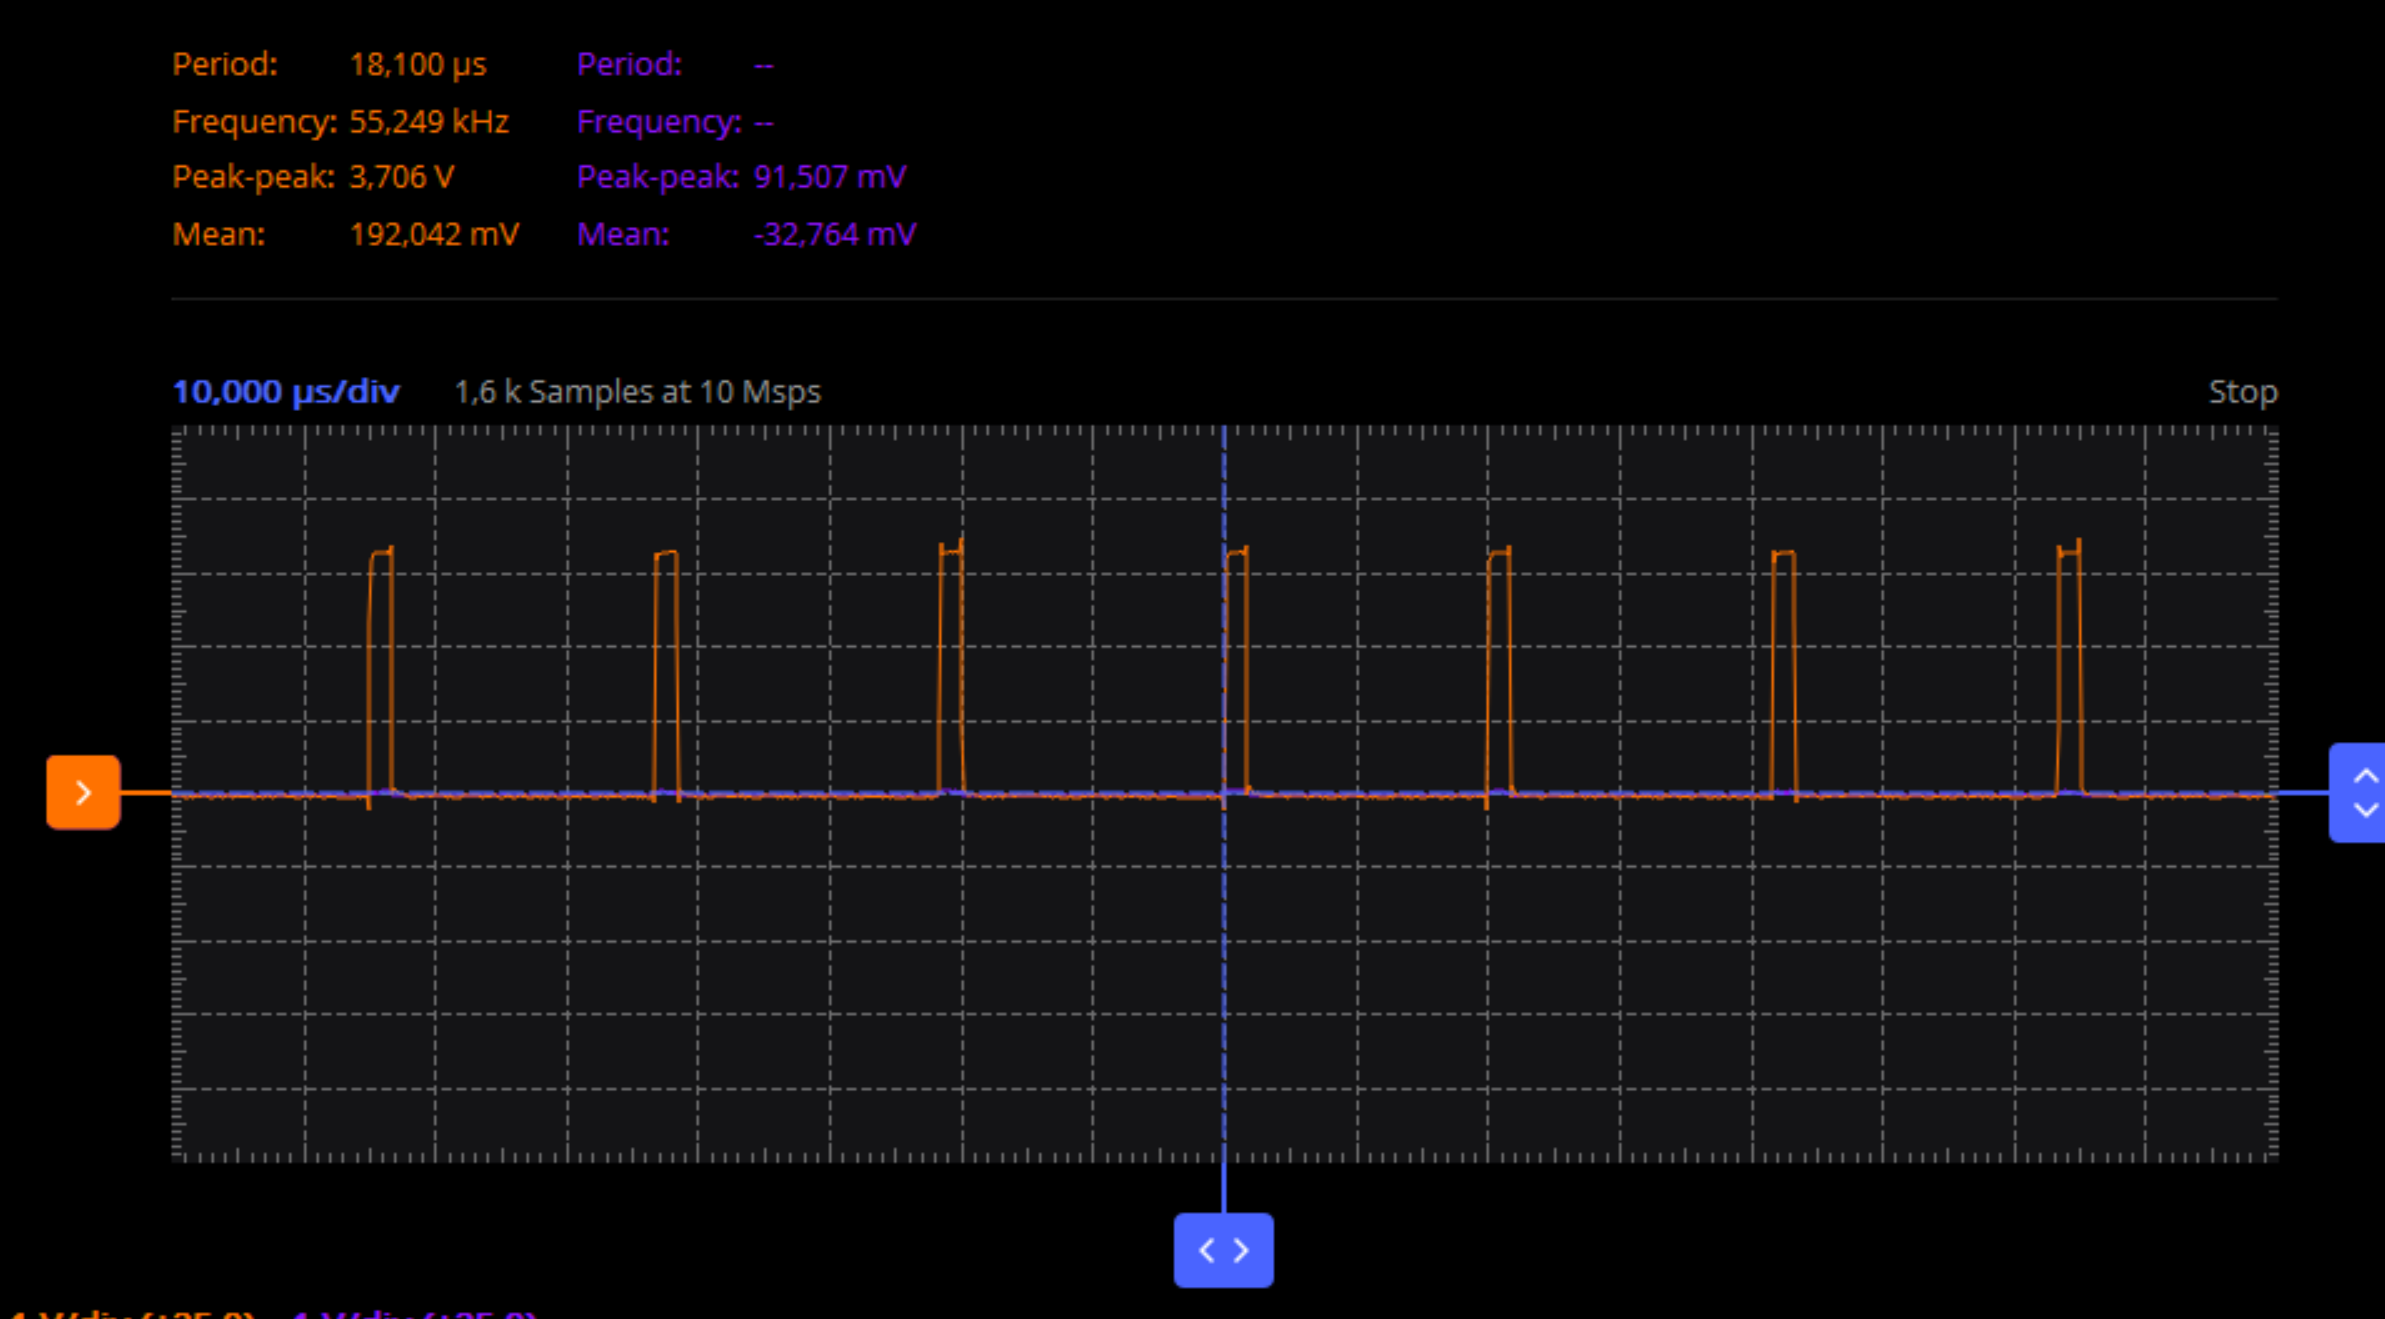 Period: 18,100 µs Period: --
Frequency: 55,249 kHz Frequency: --
Peak-peak: 3,706 V Peak-peak: 91,507 mV
Mean: 192,042 mV Mean: -32,764 mV
10,000 µs/div 1,6 k Samples at 10 Msps Stop